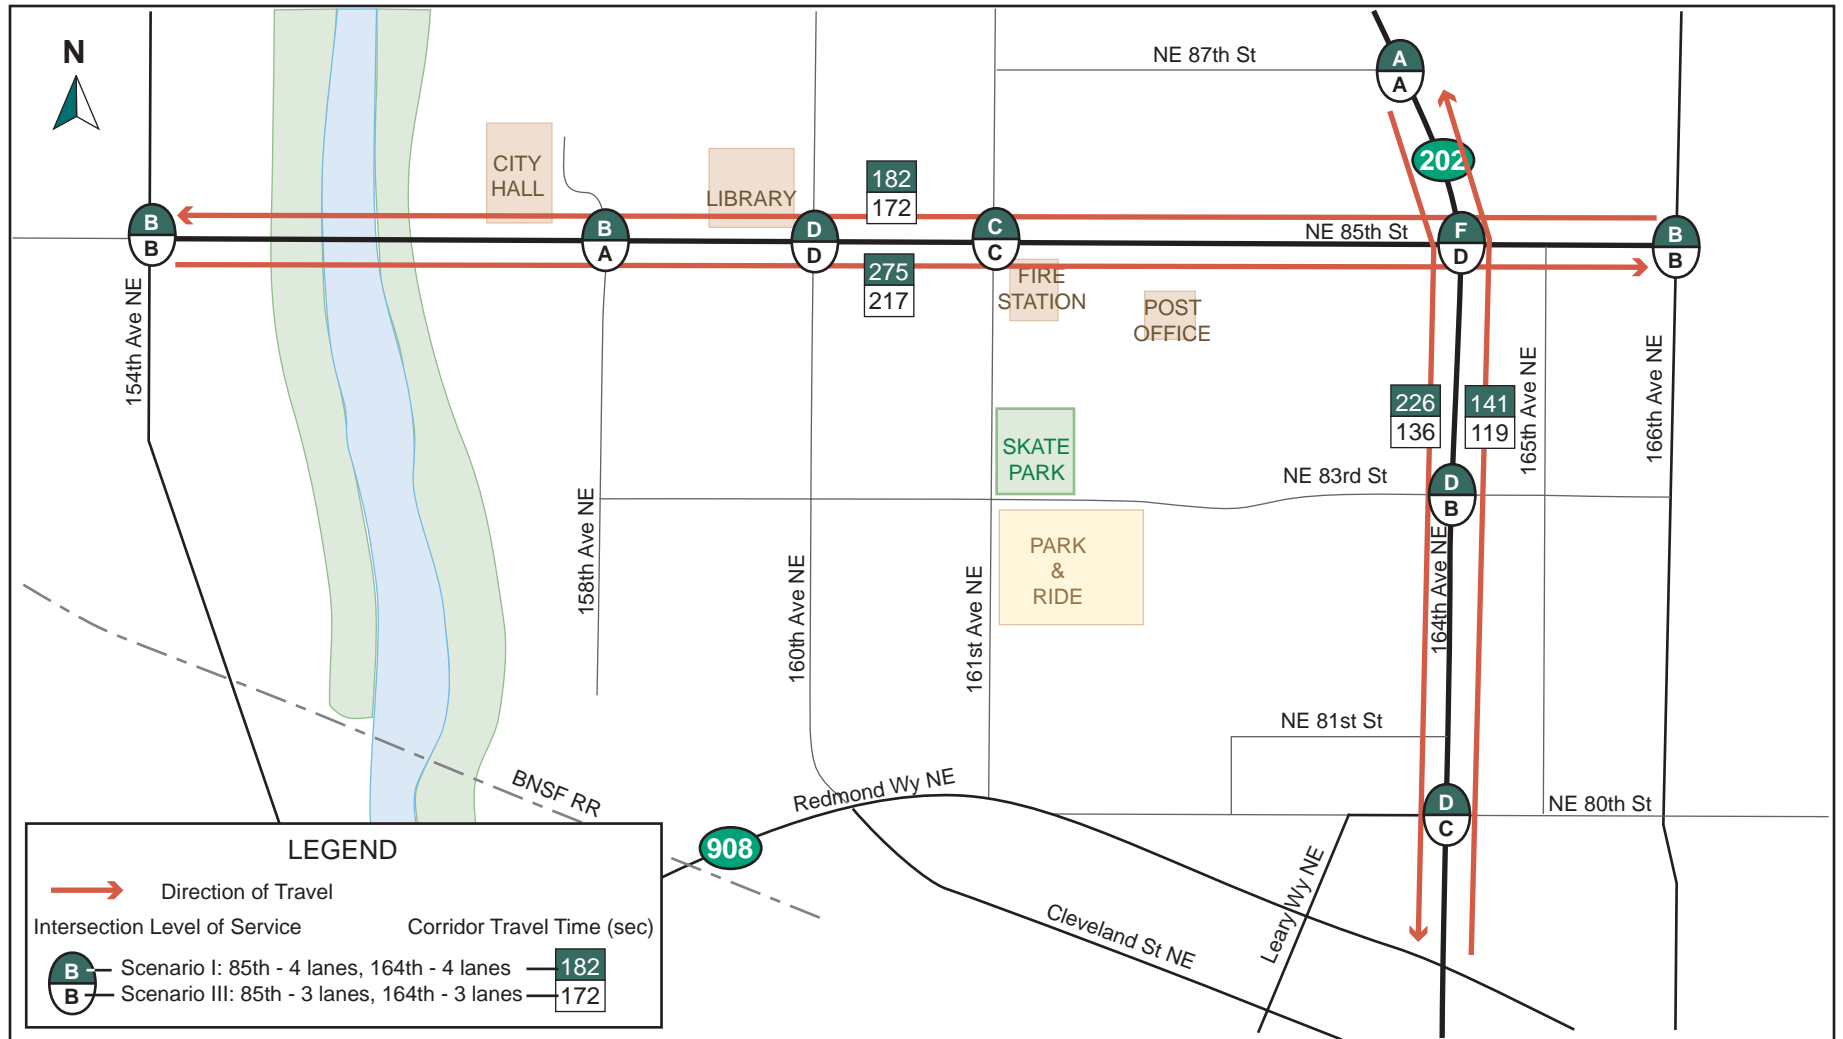 N
NE 87th St
A
A
202
CITY
HALL
LIBRARY
182
172
B
B
B
A
D
D
C
C
NE 85th St
F
D
B
B
275
217
FIRE
STATION
POST
OFFICE
154th Ave NE
226
136
141
119
165th Ave NE
166th Ave NE
SKATE
PARK
NE 83rd St
D
B
158th Ave NE
160th Ave NE
161st Ave NE
PARK
&
RIDE
164th Ave NE
NE 81st St
BNSF RR
Redmond Wy NE
D
C
NE 80th St
908
Leary Wy NE
Cleveland St NE
LEGEND
Direction of Travel
Intersection Level of Service
Corridor Travel Time (sec)
B
Scenario I: 85th - 4 lanes, 164th - 4 lanes
182
B
Scenario III: 85th - 3 lanes, 164th - 3 lanes
172